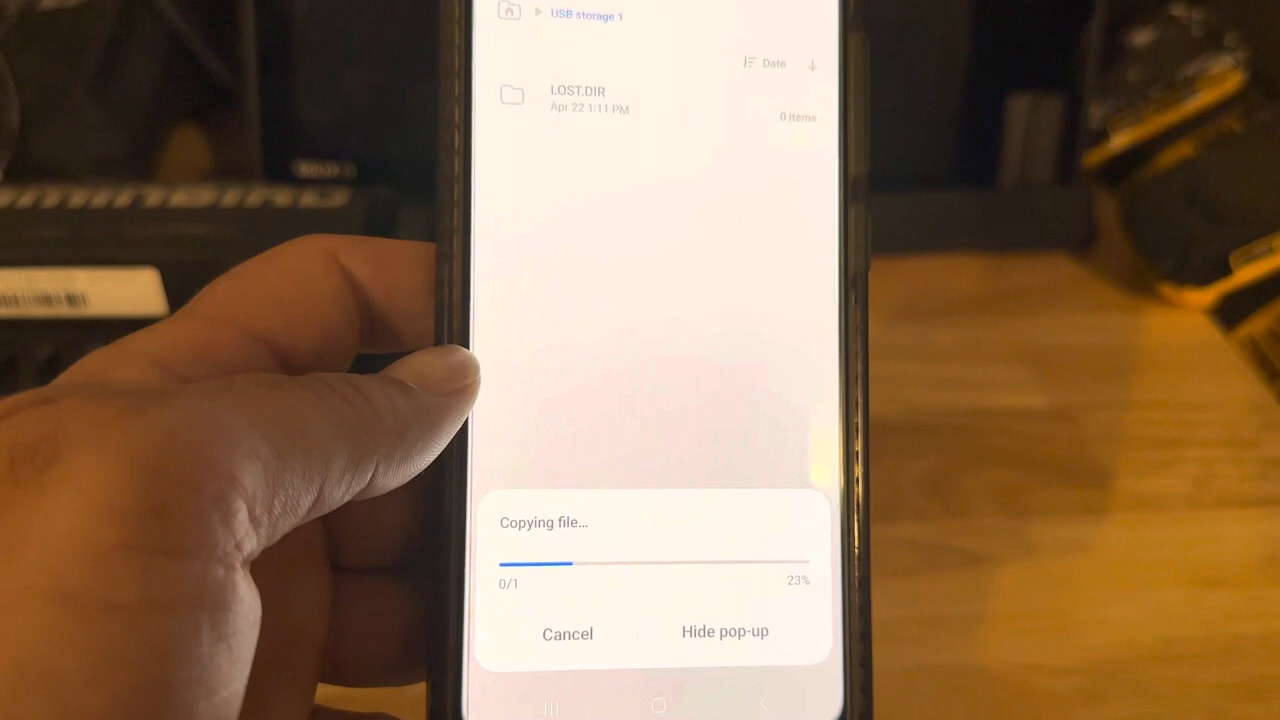 USB storage 1
Date
LOST.DIR
Apr 22 1:11 PM
0 items
Copying file...
0/1
23%
Cancel
Hide pop-up